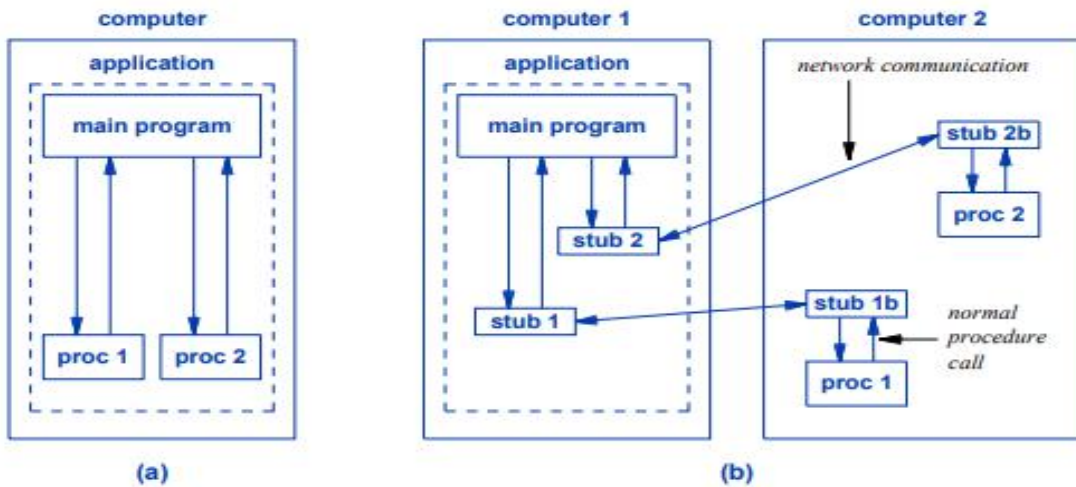 computer
application
main program
proc 1
proc 2
(a)
computer 1
application
main program
stub 2
stub 1
computer 2
network communication
stub 2b
proc 2
stub 1b
proc 1
normal
procedure
call
(b)